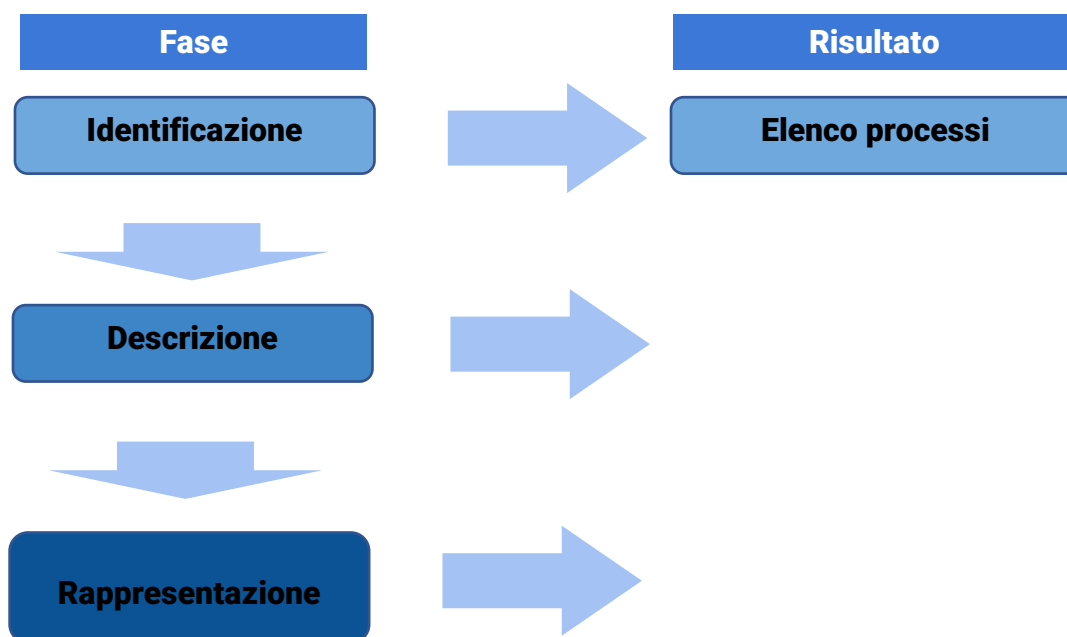 Fase
Risultato
Identificazione
Elenco processi
Descrizione
Rappresentazione